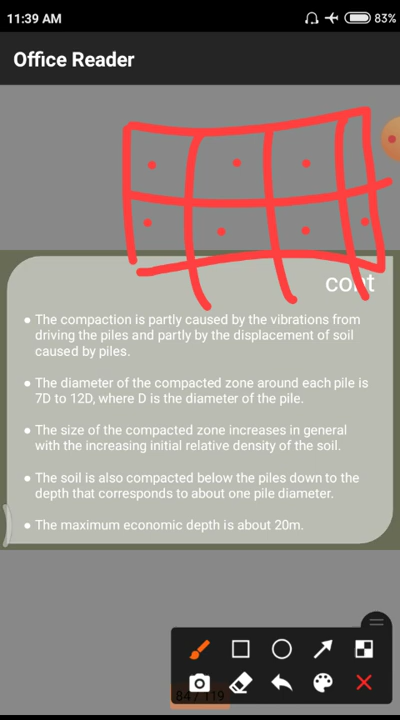 11:39 AM
83%
Office Reader
cont
● The compaction is partly caused by the vibrations from
driving the piles and partly by the displacement of soil
caused by piles.
● The diameter of the compacted zone around each pile is
7D to 12D, where D is the diameter of the pile.
● The size of the compacted zone increases in general
with the increasing initial relative density of the soil.
● The soil is also compacted below the piles down to the
depth that corresponds to about one pile diameter.
● The maximum economic depth is about 20m.